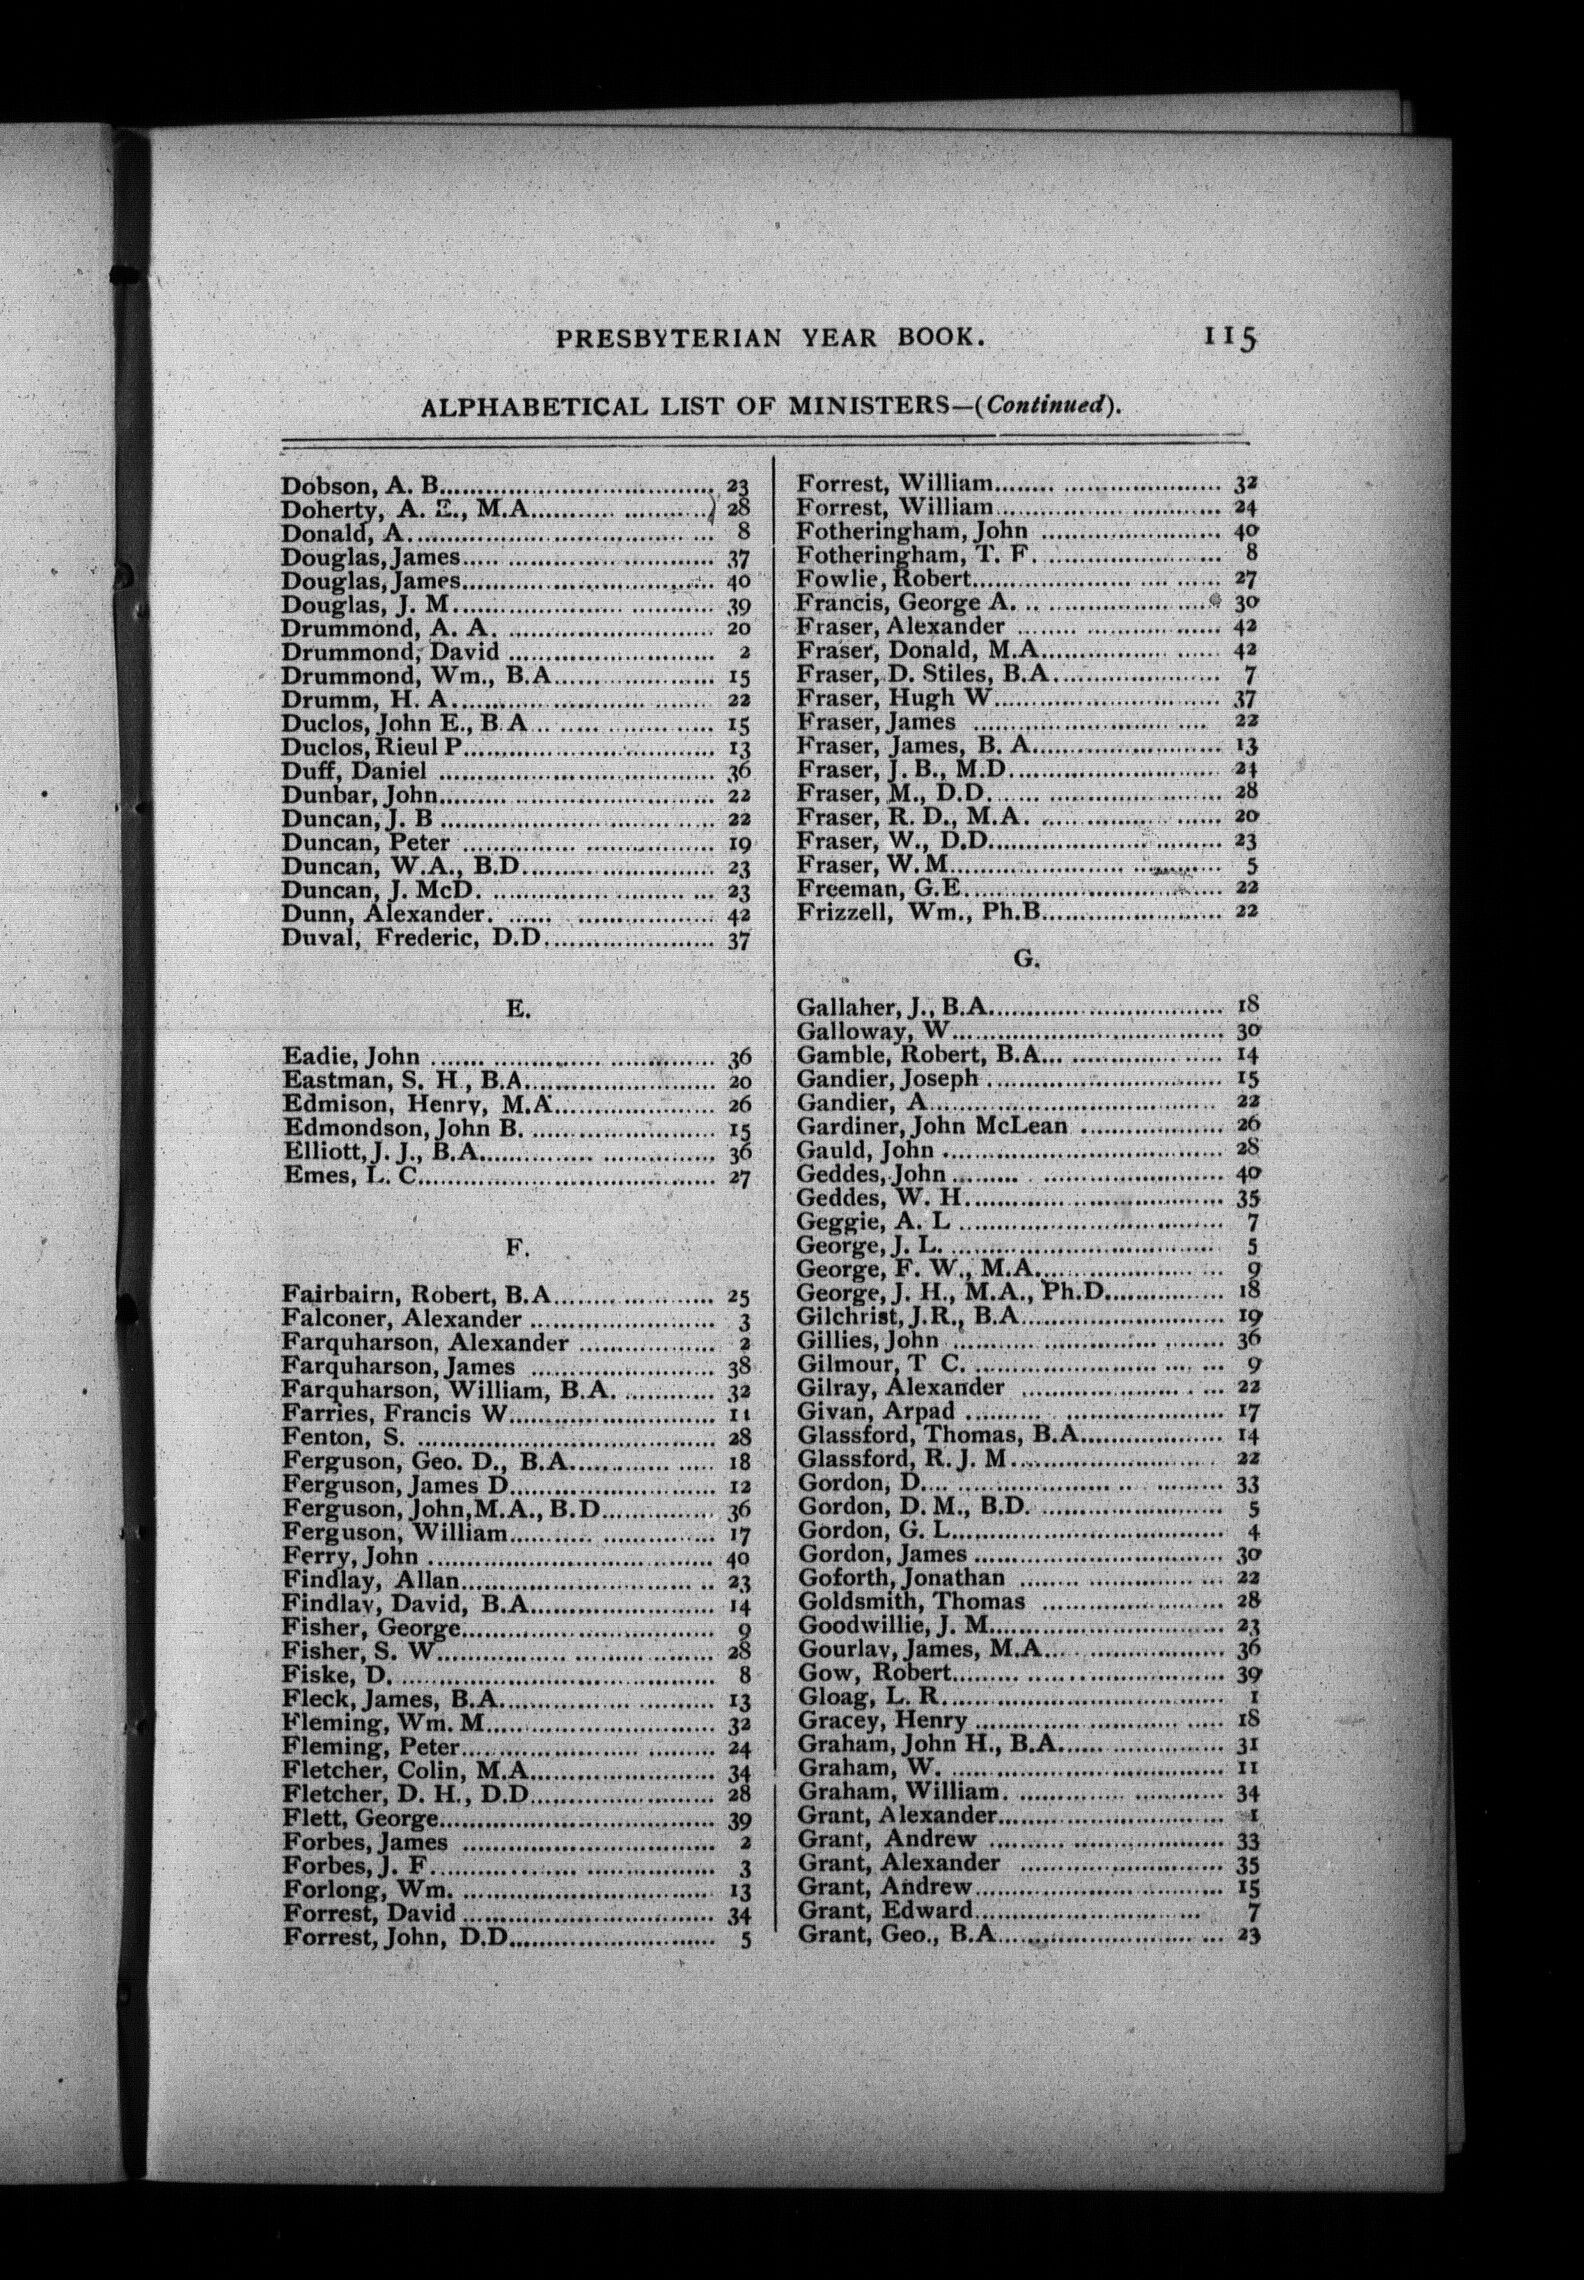 PRESBYTERIAN YEAR BOOK. 115
ALPHABETICAL LIST OF MINISTERS—(Continued).
Dobson, A. B. 23
Doherty, A. E., M.A. 28
Donald, A. 8
Douglas, James 37
Douglas, James 40
Douglas, J. M. 39
Drummond, A. A. 20
Drummond, David 2
Drummond, Wm., B.A. 15
Drumm, H. A. 22
Duclos, John E., B.A. 15
Duclos, Rieul P. 13
Duff, Daniel 36
Dunbar, John 22
Duncan, J. B 22
Duncan, Peter 19
Duncan, W.A., B.D. 23
Duncan, J. McD. 23
Dunn, Alexander. 42
Duval, Frederic, D.D. 37
E.
Eadie, John 36
Eastman, S. H., B.A. 20
Edmison, Henry, M.A. 26
Edmondson, John B. 15
Elliott, J. J., B.A. 36
Emes, L. C. 27
F.
Fairbairn, Robert, B.A. 25
Falconer, Alexander 3
Farquharson, Alexander 2
Farquharson, James 38
Farquharson, William, B.A. 32
Farries, Francis W. 11
Fenton, S. 28
Ferguson, Geo. D., B.A. 18
Ferguson, James D. 12
Ferguson, John, M.A., B.D. 36
Ferguson, William 17
Ferry, John 40
Findlay, Allan 23
Findlay, David, B.A. 14
Fisher, George 9
Fisher, S. W. 28
Fiske, D. 8
Fleck, James, B.A. 13
Fleming, Wm. M. 32
Fleming, Peter 24
Fletcher, Colin, M.A. 34
Fletcher, D. H., D.D. 28
Flett, George 39
Forbes, James 2
Forbes, J. F. 3
Forlong, Wm. 13
Forrest, David 34
Forrest, John, D.D. 5
Forrest, William 32
Forrest, William 24
Fotheringham, John 40
Fotheringham, T. F. 8
Fowlie, Robert 27
Francis, George A. 30
Fraser, Alexander 42
Fraser, Donald, M.A. 42
Fraser, D. Stiles, B.A. 7
Fraser, Hugh W. 37
Fraser, James 22
Fraser, James, B. A. 13
Fraser, J. B., M.D. 24
Fraser, M., D.D. 28
Fraser, R. D., M.A. 20
Fraser, W., D.D. 23
Fraser, W. M. 5
Freeman, G.E. 22
Frizzell, Wm., Ph.B. 22
G.
Gallaher, J., B.A. 18
Galloway, W. 30
Gamble, Robert, B.A. 14
Gandier, Joseph 15
Gandier, A. 22
Gardiner, John McLean 26
Gauld, John 28
Geddes, John 40
Geddes, W. H. 35
Geggie, A. L 7
George, J. L. 5
George, F. W., M.A. 9
George, J. H., M.A., Ph.D. 18
Gilchrist, J.R., B.A. 19
Gillies, John 36
Gilmour, T C. 9
Gilray, Alexander 22
Givan, Arpad 17
Glassford, Thomas, B.A. 14
Glassford, R. J. M. 22
Gordon, D. 33
Gordon, D. M., B.D. 5
Gordon, G. L. 4
Gordon, James 30
Goforth, Jonathan 22
Goldsmith, Thomas 28
Goodwillie, J. M. 23
Gourlay, James, M.A. 36
Gow, Robert 39
Gloag, L. R. 1
Gracey, Henry 18
Graham, John H., B.A. 31
Graham, W. 11
Graham, William. 34
Grant, Alexander 1
Grant, Andrew 33
Grant, Alexander 35
Grant, Andrew 15
Grant, Edward 7
Grant, Geo., B.A. 23